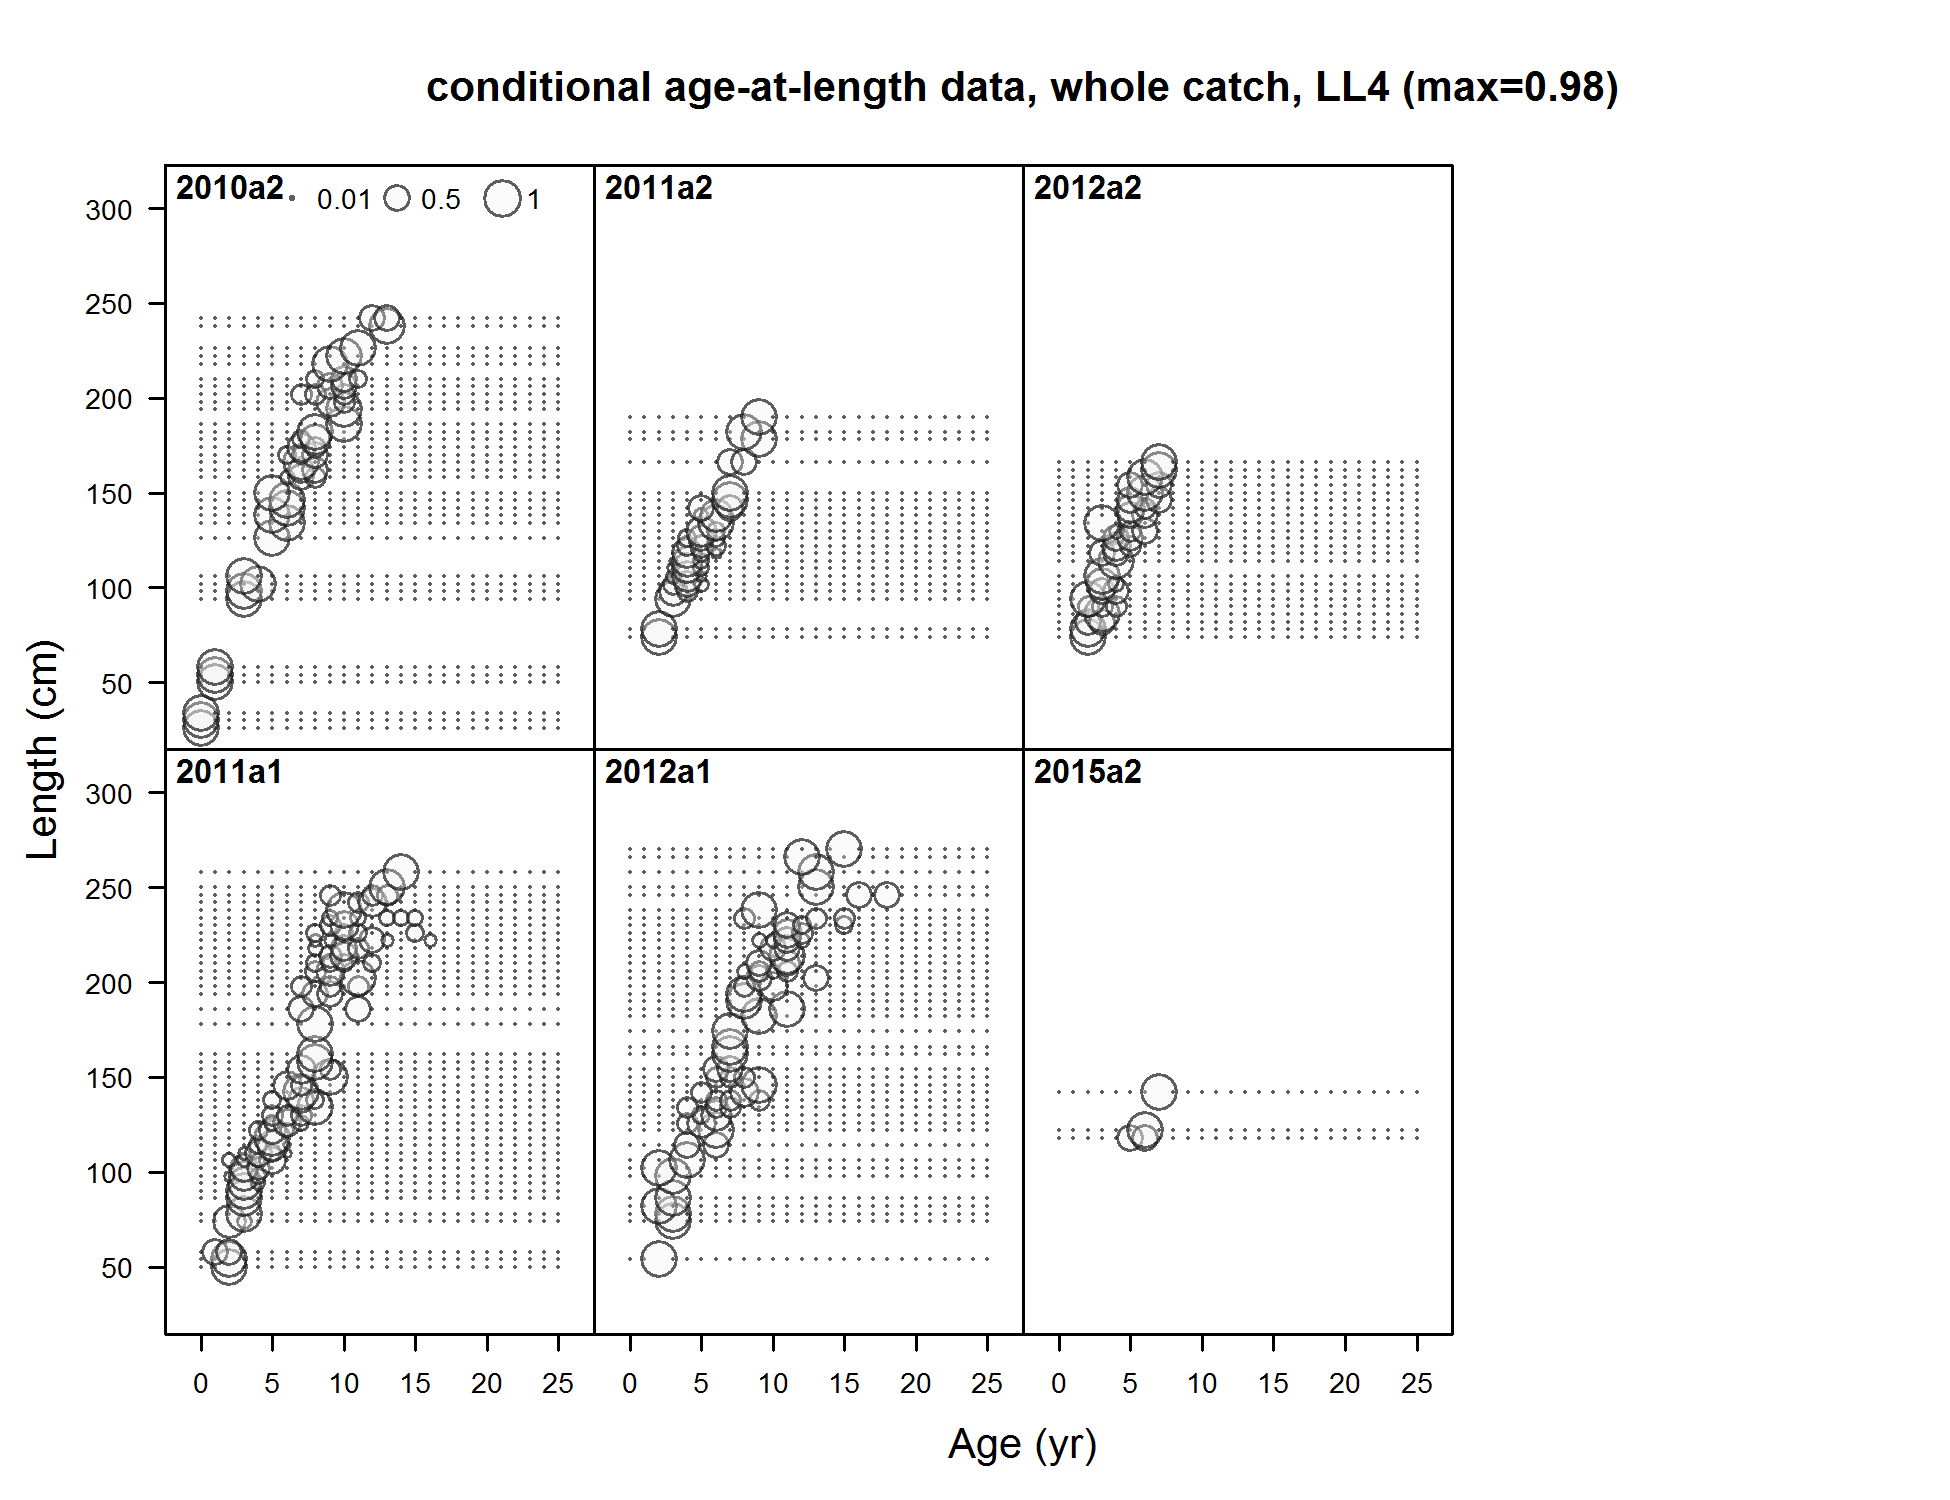 conditional age-at-length data, whole catch, LL4 (max=0.98)
2010a2 0.01 0.5 1
2011a2
2012a2
300
250
200
150
100
50
Length (cm)
2011a1
2012a1
2015a2
300
250
200
150
100
50
0 5 10 15 20 25
0 5 10 15 20 25
0 5 10 15 20 25
Age (yr)